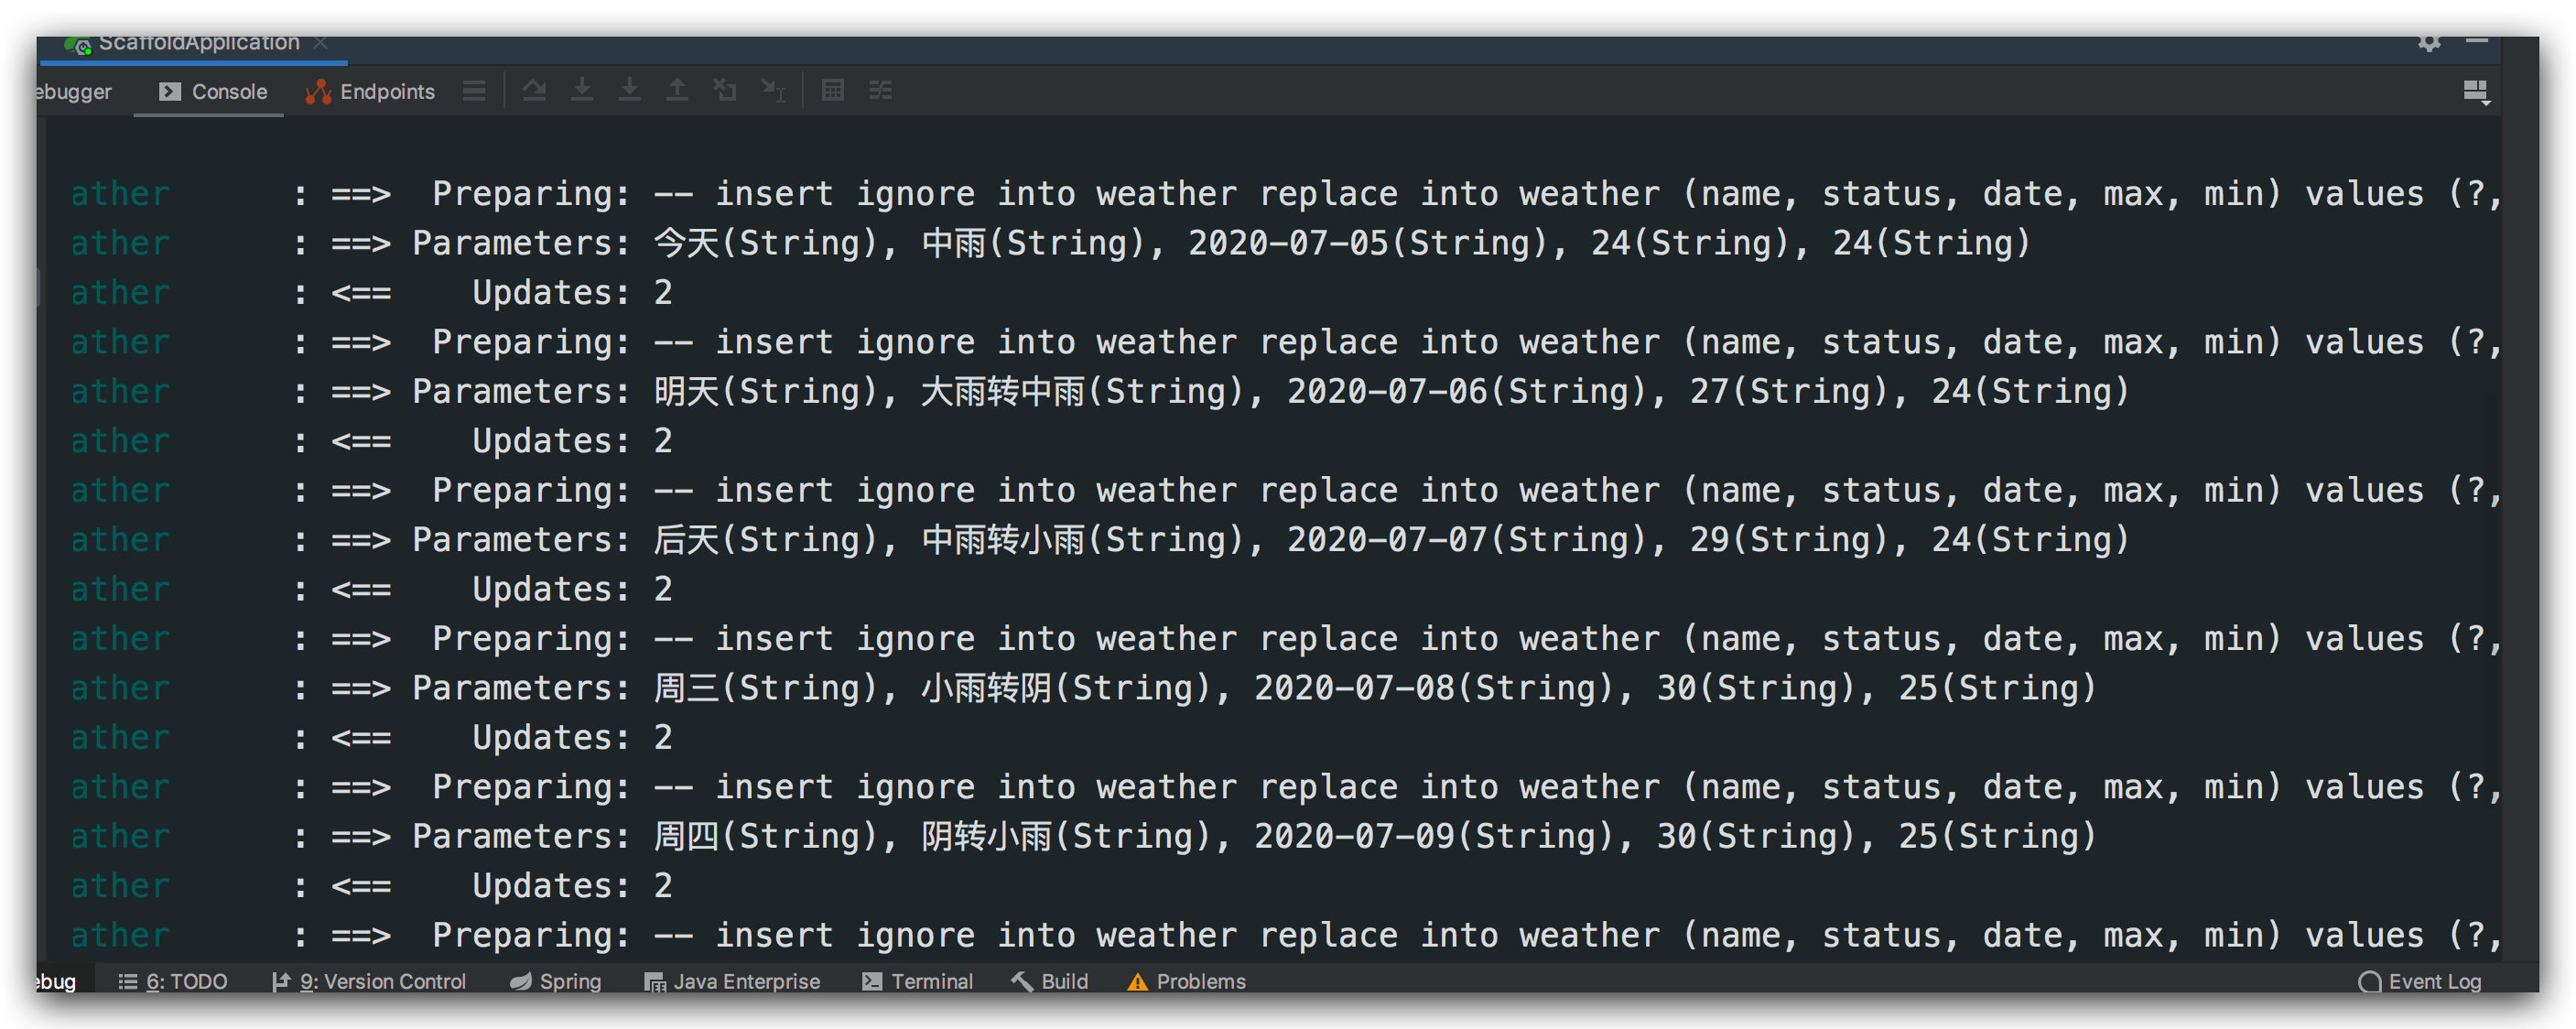 ScaffoldApplication
ebugger Console Endpoints
ather : ==> Preparing: -- insert ignore into weather replace into weather (name, status, date, max, min) values (?,
ather : ==> Parameters: 今天(String), 中雨(String), 2020-07-05(String), 24(String), 24(String)
ather : <== Updates: 2
ather : ==> Preparing: -- insert ignore into weather replace into weather (name, status, date, max, min) values (?,
ather : ==> Parameters: 明天(String), 大雨转中雨(String), 2020-07-06(String), 27(String), 24(String)
ather : <== Updates: 2
ather : ==> Preparing: -- insert ignore into weather replace into weather (name, status, date, max, min) values (?,
ather : ==> Parameters: 后天(String), 中雨转小雨(String), 2020-07-07(String), 29(String), 24(String)
ather : <== Updates: 2
ather : ==> Preparing: -- insert ignore into weather replace into weather (name, status, date, max, min) values (?,
ather : ==> Parameters: 周三(String), 小雨转阴(String), 2020-07-08(String), 30(String), 25(String)
ather : <== Updates: 2
ather : ==> Preparing: -- insert ignore into weather replace into weather (name, status, date, max, min) values (?,
ather : ==> Parameters: 周四(String), 阴转小雨(String), 2020-07-09(String), 30(String), 25(String)
ather : <== Updates: 2
ather : ==> Preparing: -- insert ignore into weather replace into weather (name, status, date, max, min) values (?,
ebug 6: TODO 9: Version Control Spring Java Enterprise Terminal Build Problems Event Log